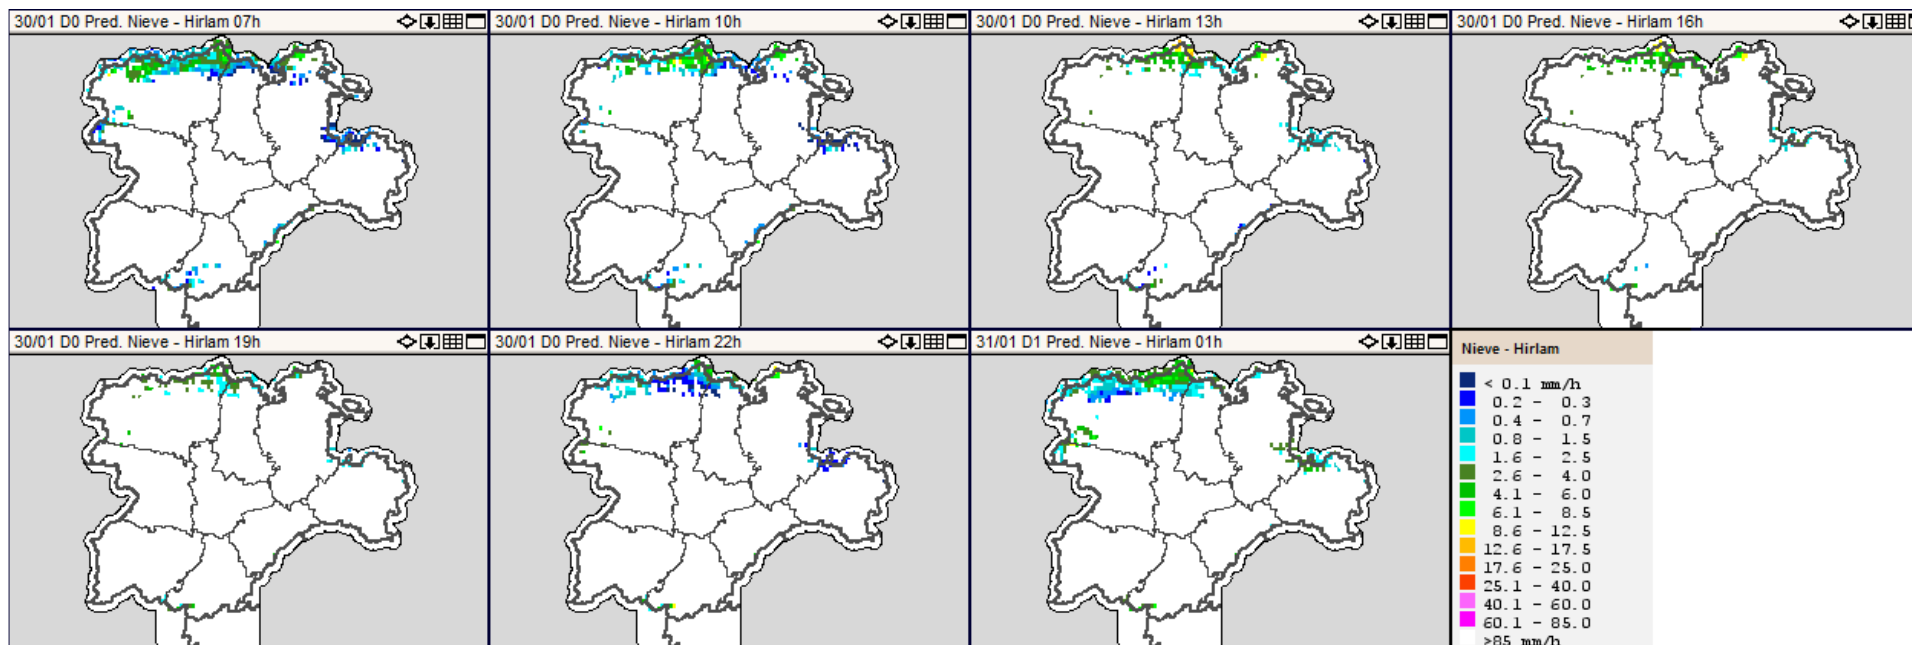 30/01 D0 Pred. Nieve - Hirlam 07h
30/01 D0 Pred. Nieve - Hirlam 10h
30/01 D0 Pred. Nieve - Hirlam 13h
30/01 D0 Pred. Nieve - Hirlam 16h
30/01 D0 Pred. Nieve - Hirlam 19h
30/01 D0 Pred. Nieve - Hirlam 22h
31/01 D1 Pred. Nieve - Hirlam 01h
Nieve - Hirlam
< 0.1 mm/h
0.2 - 0.3
0.4 - 0.7
0.8 - 1.5
1.6 - 2.5
2.6 - 4.0
4.1 - 6.0
6.1 - 8.5
8.6 - 12.5
12.6 - 17.5
17.6 - 25.0
25.1 - 40.0
40.1 - 60.0
60.1 - 85.0
>85 mm/h